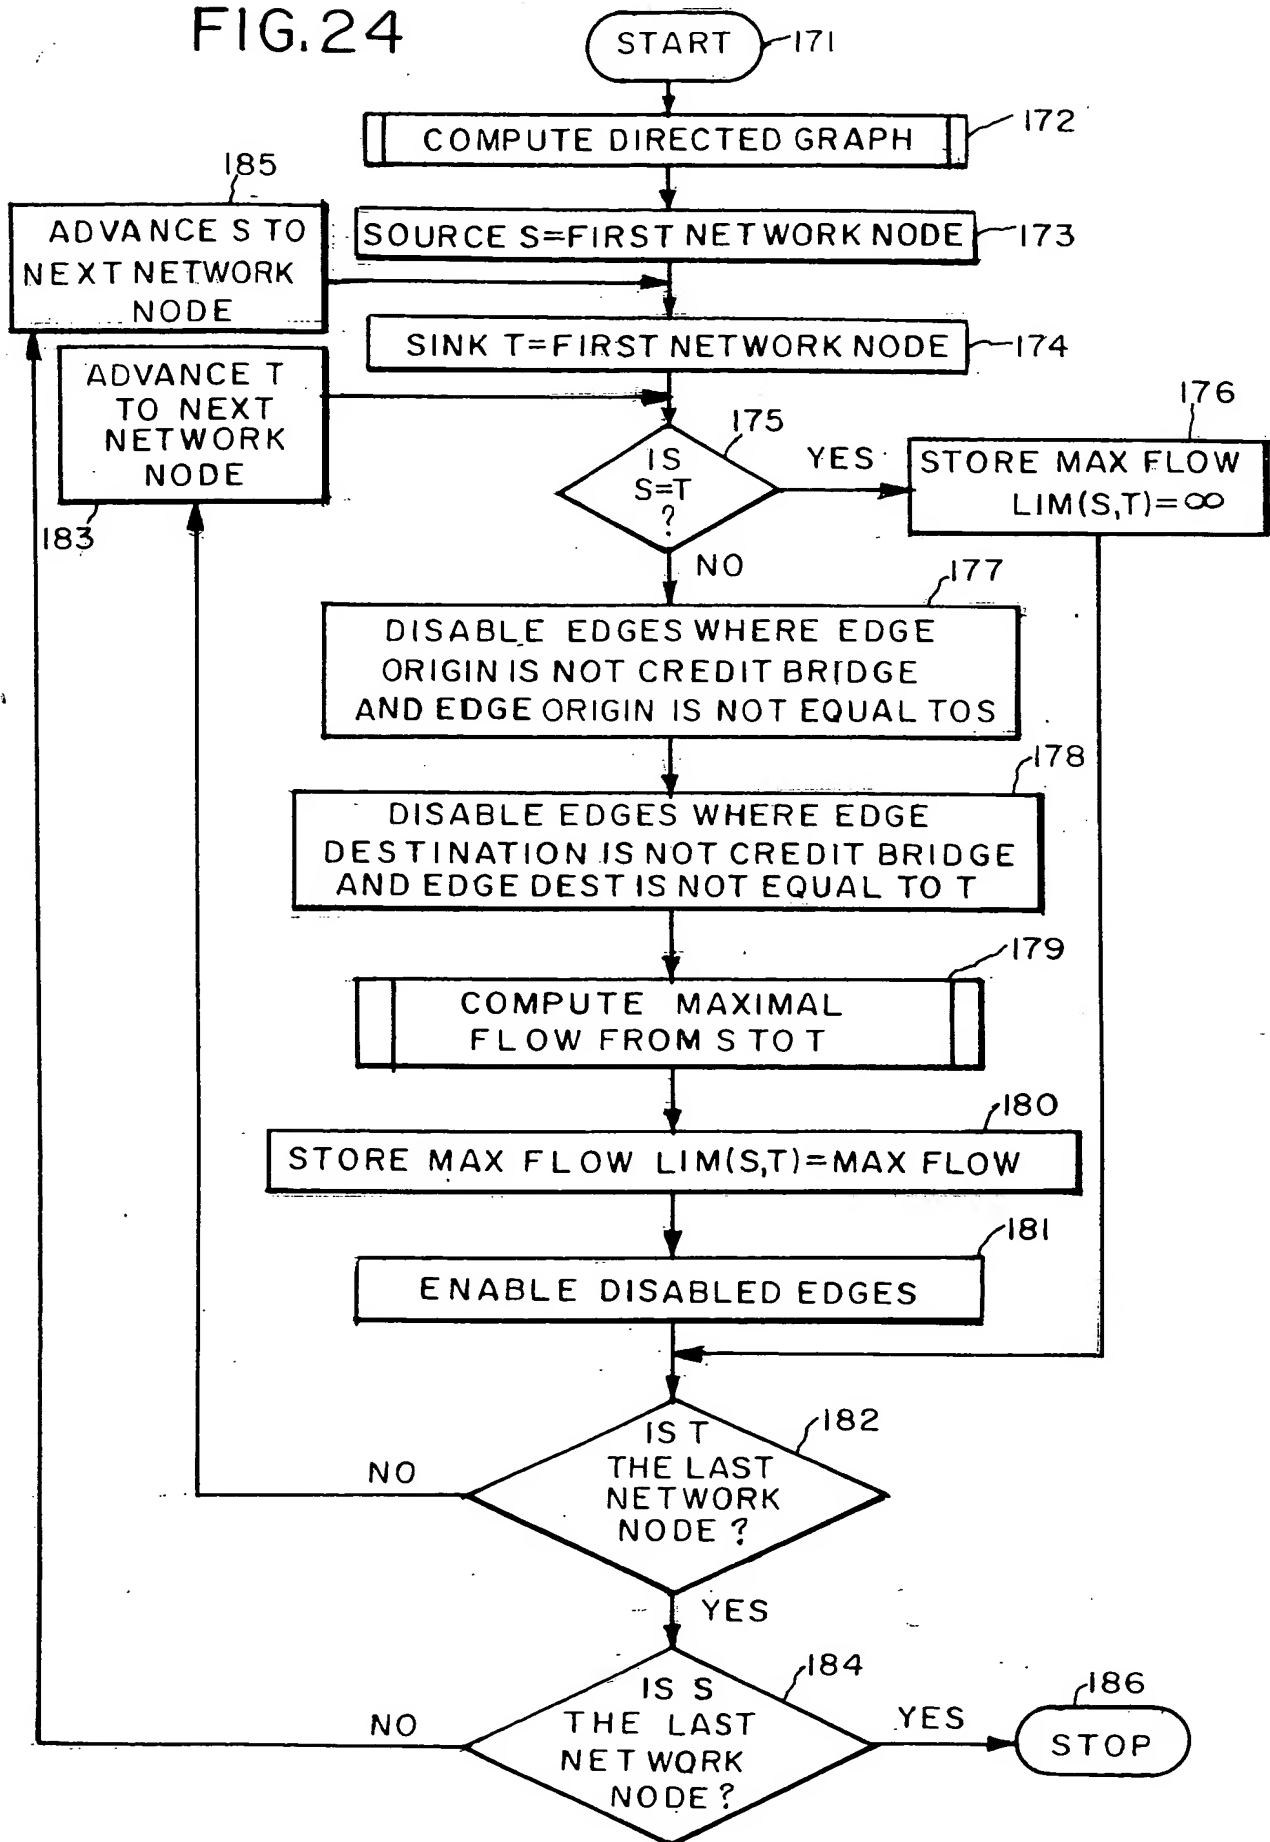 FIG.24
START
171
COMPUTE DIRECTED GRAPH
172
185
ADVANCE S TO
NEXT NETWORK
NODE
SOURCE S=FIRST NETWORK NODE
173
SINK T=FIRST NETWORK NODE
174
ADVANCE T
TO NEXT
NETWORK
NODE
183
175
IS
S=T
?
YES
176
STORE MAX FLOW
LIM(S,T)=∞
NO
177
DISABLE EDGES WHERE EDGE
ORIGIN IS NOT CREDIT BRIDGE
AND EDGE ORIGIN IS NOT EQUAL TO S
178
DISABLE EDGES WHERE EDGE
DESTINATION IS NOT CREDIT BRIDGE
AND EDGE DEST IS NOT EQUAL TO T
179
COMPUTE MAXIMAL
FLOW FROM S TO T
180
STORE MAX FLOW LIM(S,T)=MAX FLOW
181
ENABLE DISABLED EDGES
182
IS T
THE LAST
NETWORK
NODE?
NO
YES
184
IS S
THE LAST
NETWORK
NODE?
NO
YES
186
STOP